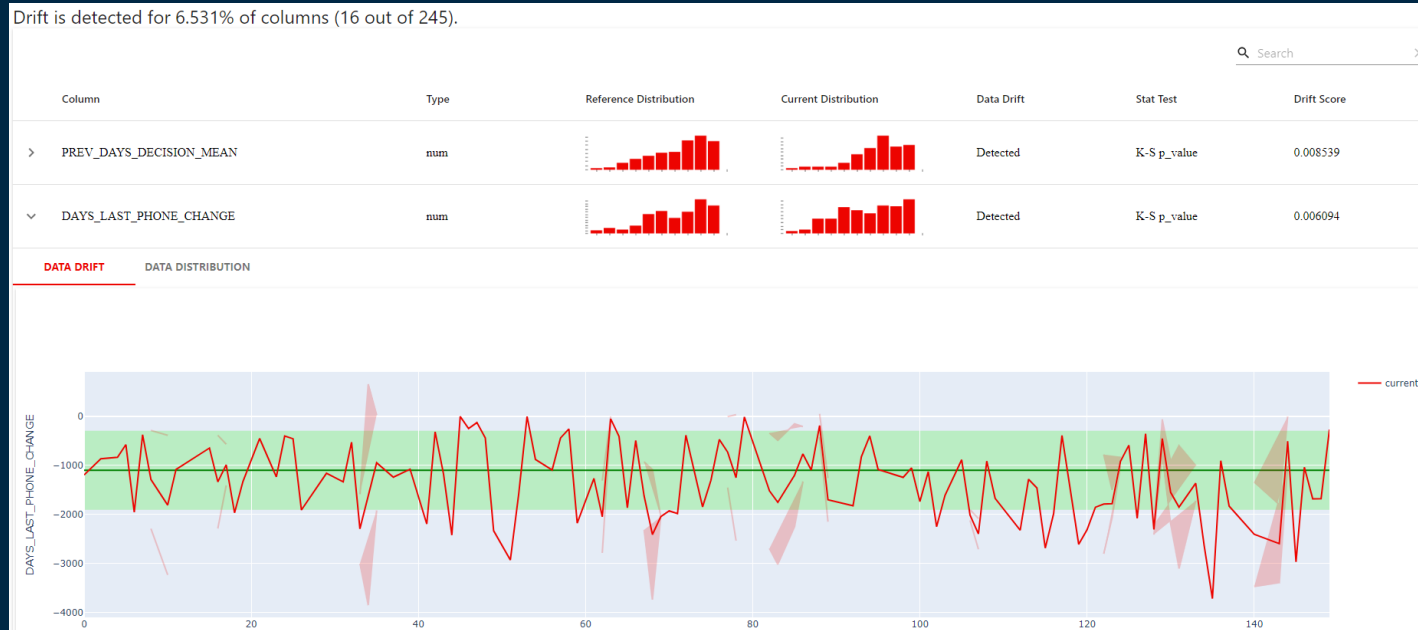 Drift is detected for 6.531% of columns (16 out of 245).
Search
Column Type Reference Distribution Current Distribution Data Drift Stat Test Drift Score
PREV_DAYS_DECISION_MEAN num Detected K-S p_value 0.008539
DAYS_LAST_PHONE_CHANGE num Detected K-S p_value 0.006094
DATA DRIFT DATA DISTRIBUTION
current
DAYS_LAST_PHONE_CHANGE
0
−1000
−2000
−3000
−4000
0 20 40 60 80 100 120 140